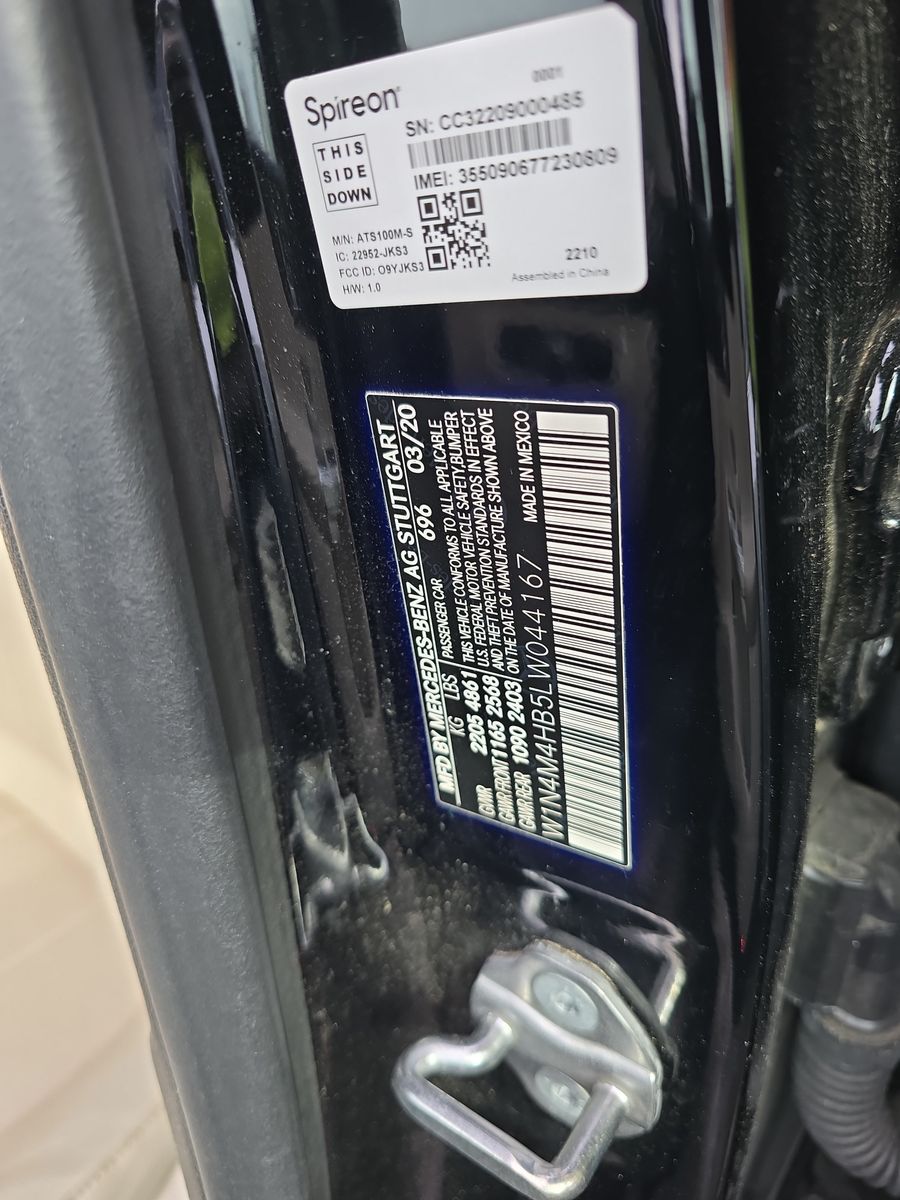 Spireon®
0001
SN: CC32209000485
IMEI: 355090677230809
THIS
SIDE
DOWN
M/N: ATS100M-S
IC: 22952-JKS3
FCC ID: O9YJKS3
H/W: 1.0
2210
Assembled in China
MFD BY MERCEDES-BENZ AG STUTTGART
KG LBS PASSENGER CAR 696 03/20
GVWR 2205 4861 THIS VEHICLE CONFORMS TO ALL APPLICABLE
GAWR FRONT 1165 2568 U.S. FEDERAL MOTOR VEHICLE SAFETY, BUMPER
GAWR REAR 1090 2403 AND THEFT PREVENTION STANDARDS IN EFFECT
ON THE DATE OF MANUFACTURE SHOWN ABOVE
W1N4M4HB5LW044167 MADE IN MEXICO